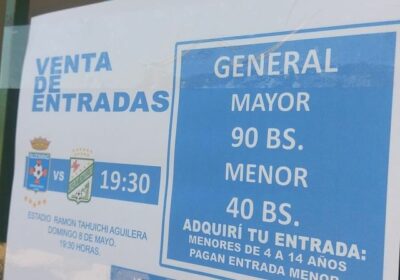 VENTA
DE
ENTRADAS
VS
19:30
ESTADIO RAMON TAHUICHI AGUILERA
DOMINGO 8 DE MAYO.
19:30 HORAS.
GENERAL
MAYOR
90 BS.
MENOR
40 BS.
ADQUIRÍ TU ENTRADA:
MENORES DE 4 A 14 AÑOS
PAGAN ENTRADA MENOR